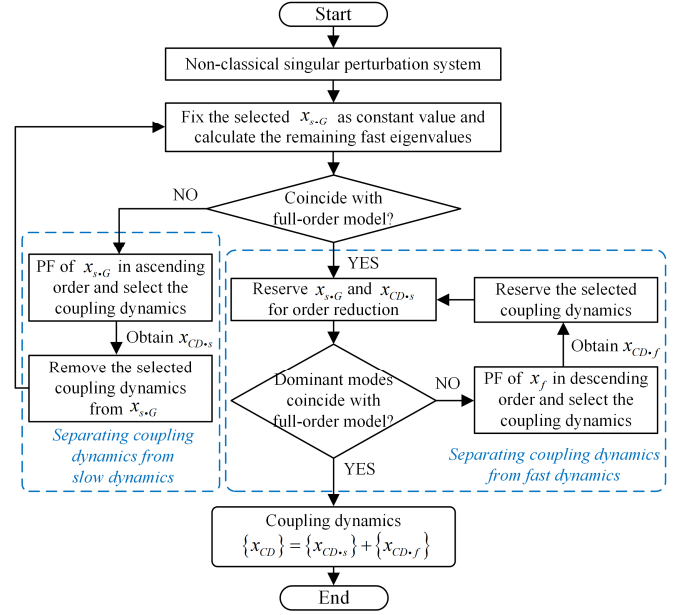 Start
Non-classical singular perturbation system
Fix the selected x_{s•G} as constant value and
calculate the remaining fast eigenvalues
Coincide with
full-order model?
NO
YES
PF of x_{s•G} in ascending
order and select the
coupling dynamics
Obtain x_{CD•s}
Remove the selected
coupling dynamics
from x_{s•G}
Separating coupling
dynamics from
slow dynamics
Reserve x_{s•G} and x_{CD•s}
for order reduction
Dominant modes
coincide with
full-order model?
NO
YES
PF of x_f in descending
order and select the
coupling dynamics
Obtain x_{CD•f}
Reserve the selected
coupling dynamics
Separating coupling dynamics
from fast dynamics
Coupling dynamics
{x_{CD}} = {x_{CD•s}} + {x_{CD•f}}
End